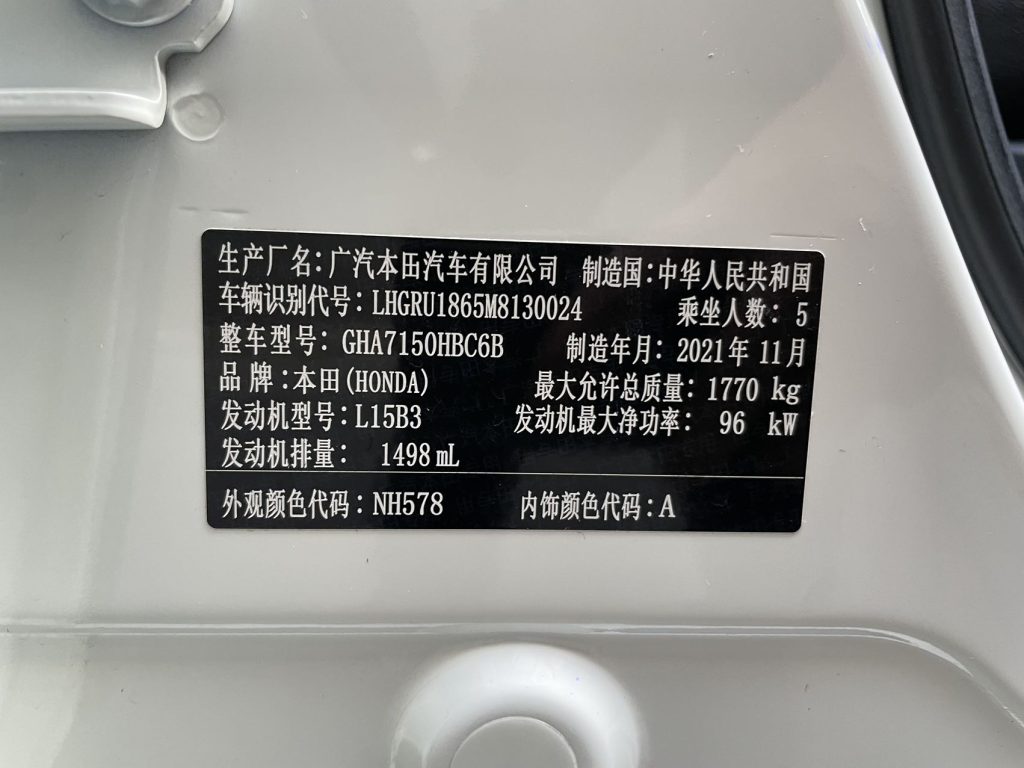 生产厂名：广汽本田汽车有限公司 制造国：中华人民共和国
车辆识别代号：LHGRU1865M8130024 乘坐人数：5
整车型号：GHA7150HBC6B 制造年月：2021年11月
品牌：本田(HONDA) 最大允许总质量：1770 kg
发动机型号：L15B3 发动机最大净功率：96 kW
发动机排量：1498 mL
外观颜色代码：NH578 内饰颜色代码：A